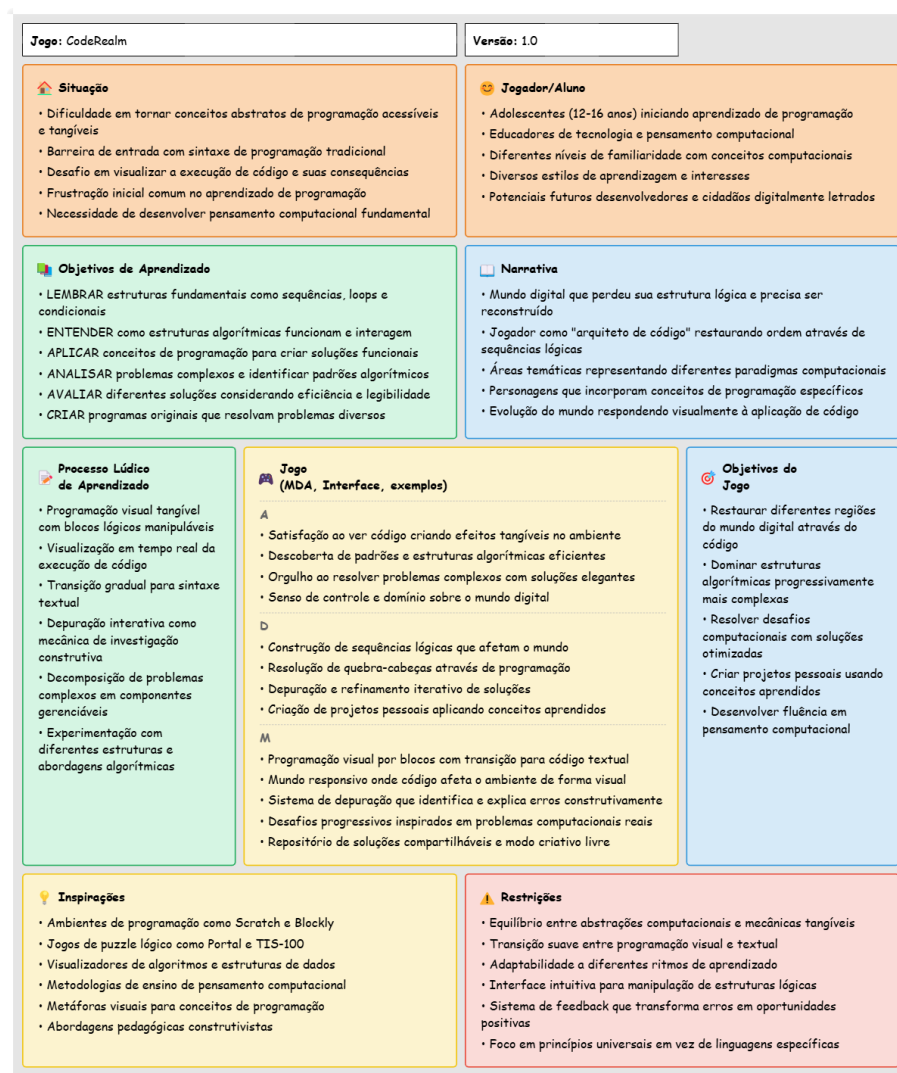 Jogo: CodeRealm
Versão: 1.0
Situação
• Dificuldade em tornar conceitos abstratos de programação acessíveis
e tangíveis
• Barreira de entrada com sintaxe de programação tradicional
• Desafio em visualizar a execução de código e suas consequências
• Frustração inicial comum no aprendizado de programação
• Necessidade de desenvolver pensamento computacional fundamental
Jogador/Aluno
• Adolescentes (12-16 anos) iniciando aprendizado de programação
• Educadores de tecnologia e pensamento computacional
• Diferentes níveis de familiaridade com conceitos computacionais
• Diversos estilos de aprendizagem e interesses
• Potenciais futuros desenvolvedores e cidadãos digitalmente letrados
Objetivos de Aprendizado
• LEMBRAR estruturas fundamentais como sequências, loops e
condicionais
• ENTENDER como estruturas algorítmicas funcionam e interagem
• APLICAR conceitos de programação para criar soluções funcionais
• ANALISAR problemas complexos e identificar padrões algorítmicos
• AVALIAR diferentes soluções considerando eficiência e legibilidade
• CRIAR programas originais que resolvam problemas diversos
Narrativa
• Mundo digital que perdeu sua estrutura lógica e precisa ser
reconstruído
• Jogador como "arquiteto de código" restaurando ordem através de
sequências lógicas
• Áreas temáticas representando diferentes paradigmas computacionais
• Personagens que incorporam conceitos de programação específicos
• Evolução do mundo respondendo visualmente à aplicação de código
Processo Lúdico
de Aprendizado
• Programação visual tangível
com blocos lógicos manipuláveis
• Visualização em tempo real da
execução de código
• Transição gradual para sintaxe
textual
• Depuração interativa como
mecânica de investigação
construtiva
• Decomposição de problemas
complexos em componentes
gerenciáveis
• Experimentação com
diferentes estruturas e
abordagens algorítmicas
Jogo
(MDA, Interface, exemplos)
A
• Satisfação ao ver código criando efeitos tangíveis no ambiente
• Descoberta de padrões e estruturas algorítmicas eficientes
• Orgulho ao resolver problemas complexos com soluções elegantes
• Senso de controle e domínio sobre o mundo digital
D
• Construção de sequências lógicas que afetam o mundo
• Resolução de quebra-cabeças através de programação
• Depuração e refinamento iterativo de soluções
• Criação de projetos pessoais aplicando conceitos aprendidos
M
• Programação visual por blocos com transição para código textual
• Mundo responsivo onde código afeta o ambiente de forma visual
• Sistema de depuração que identifica e explica erros construtivamente
• Desafios progressivos inspirados em problemas computacionais reais
• Repositório de soluções compartilháveis e modo criativo livre
Objetivos do
Jogo
• Restaurar diferentes regiões
do mundo digital através do
código
• Dominar estruturas
algorítmicas progressivamente
mais complexas
• Resolver desafios
computacionais com soluções
otimizadas
• Criar projetos pessoais usando
conceitos aprendidos
• Desenvolver fluência em
pensamento computacional
Inspirações
• Ambientes de programação como Scratch e Blockly
• Jogos de puzzle lógico como Portal e TIS-100
• Visualizadores de algoritmos e estruturas de dados
• Metodologias de ensino de pensamento computacional
• Metáforas visuais para conceitos de programação
• Abordagens pedagógicas construtivistas
Restrições
• Equilíbrio entre abstrações computacionais e mecânicas tangíveis
• Transição suave entre programação visual e textual
• Adaptabilidade a diferentes ritmos de aprendizado
• Interface intuitiva para manipulação de estruturas lógicas
• Sistema de feedback que transforma erros em oportunidades
positivas
• Foco em princípios universais em vez de linguagens específicas